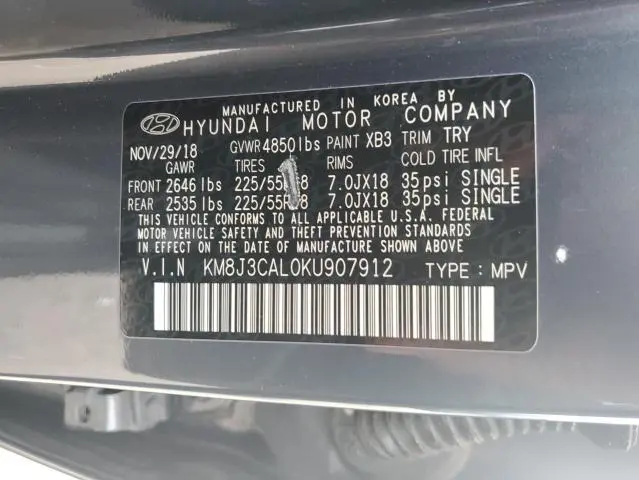 MANUFACTURED IN KOREA BY
HYUNDAI MOTOR COMPANY
NOV/29/18 GVWR 4850lbs PAINT XB3 TRIM TRY
GAWR TIRES RIMS COLD TIRE INFL
FRONT 2646 lbs 7.0JX18 35psi SINGLE
REAR 2535 lbs 7.0JX18 35psi SINGLE
THIS VEHICLE CONFORMS TO ALL APPLICABLE U.S.A. FEDERAL
MOTOR VEHICLE SAFETY AND THEFT PREVENTION STANDARDS
IN EFFECT ON THE DATE OF MANUFACTURE SHOWN ABOVE.
V.I.N KM8J3CAL0KU907912 TYPE : MPV